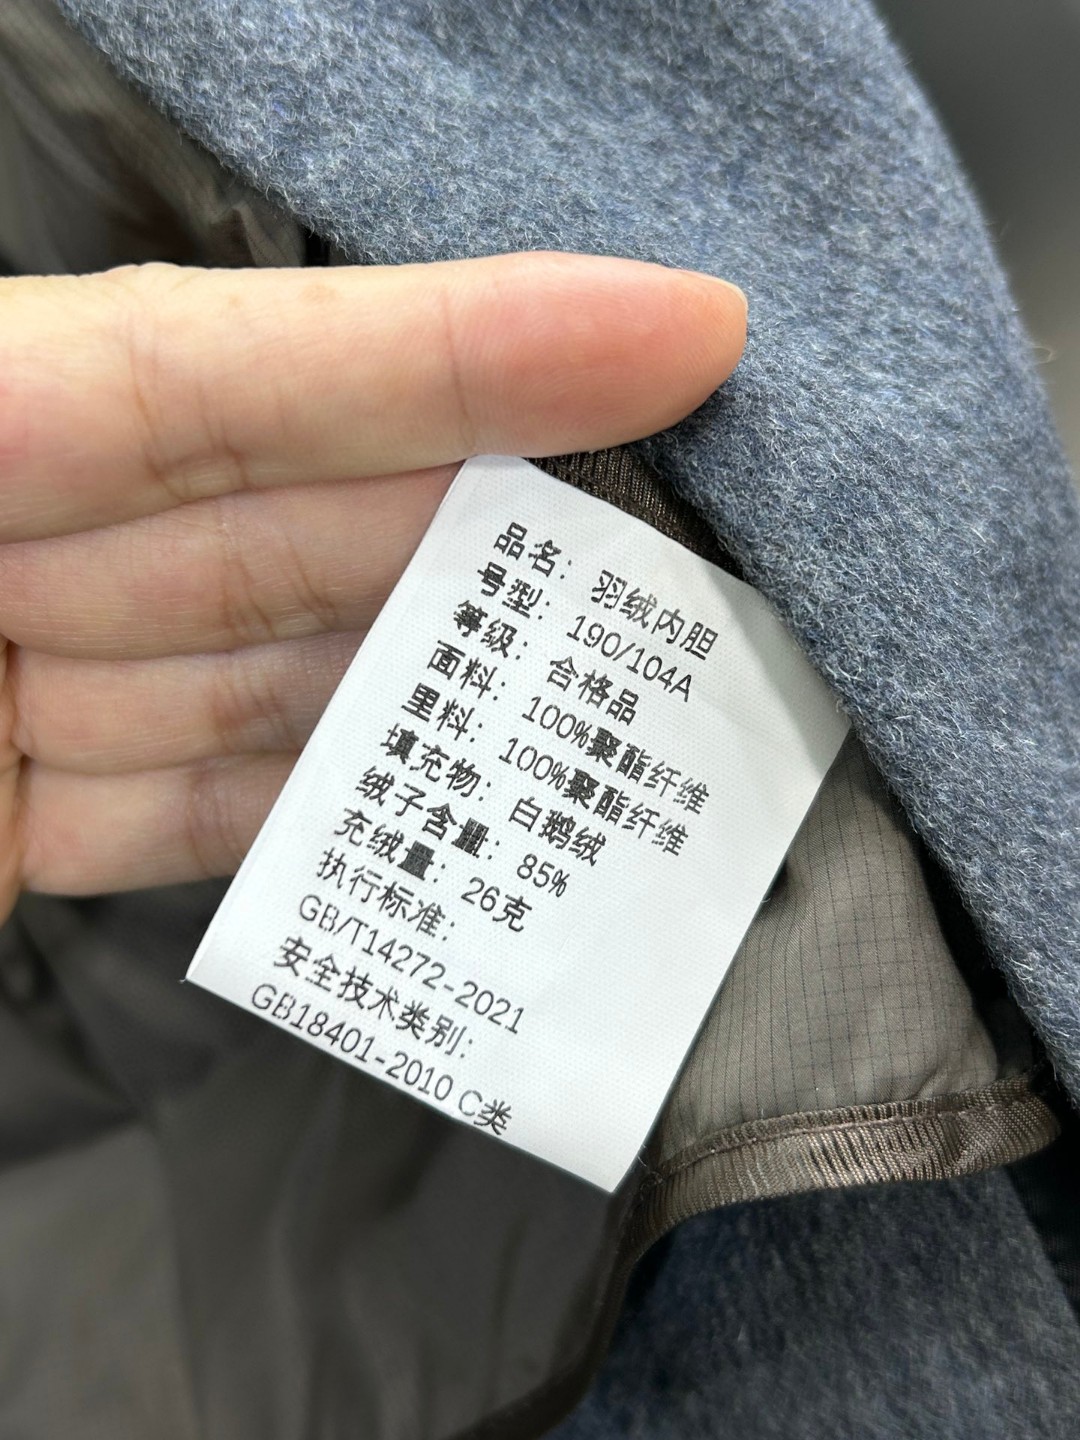 品名：羽绒内胆
号型：190/104A
等级：合格品
面料：100%聚酯纤维
里料：100%聚酯纤维
填充物：白鹅绒
绒子含量：85%
充绒量：26克
执行标准：
GB/T14272-2021
安全技术类别：
GB18401-2010 C类